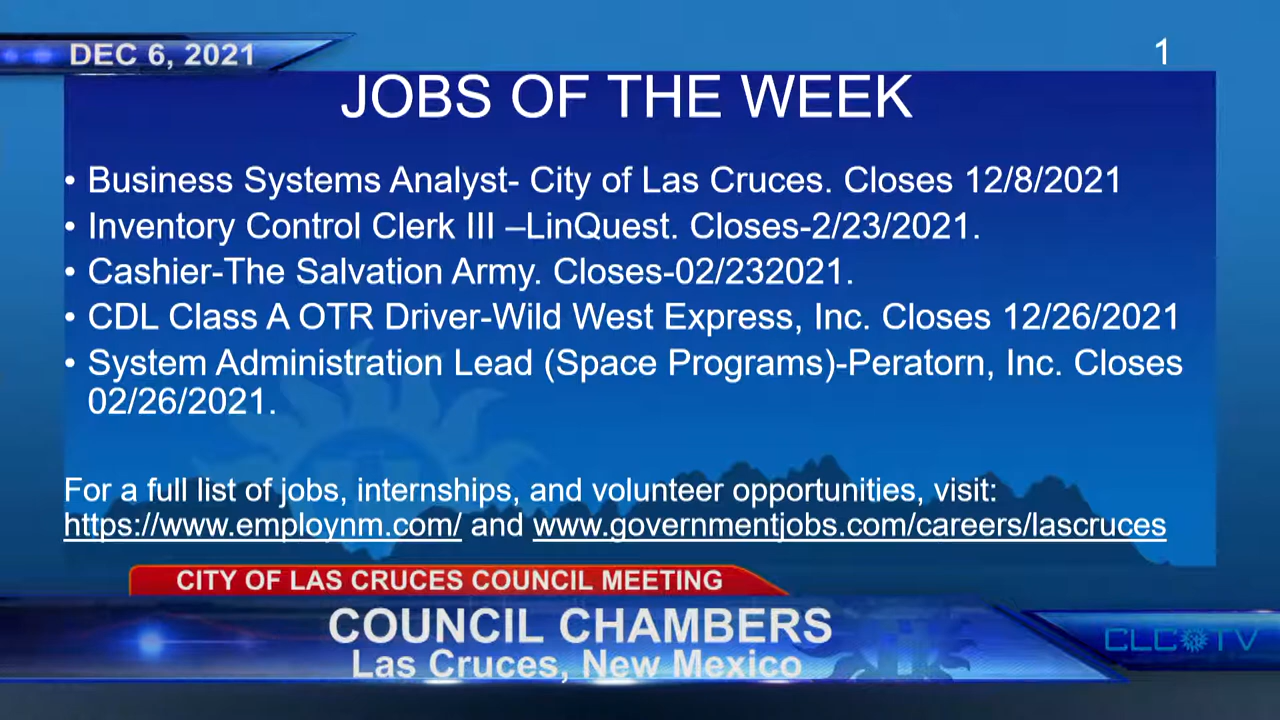 DEC 6, 2021
1
JOBS OF THE WEEK
• Business Systems Analyst- City of Las Cruces. Closes 12/8/2021
• Inventory Control Clerk III –LinQuest. Closes-2/23/2021.
• Cashier-The Salvation Army. Closes-02/232021.
• CDL Class A OTR Driver-Wild West Express, Inc. Closes 12/26/2021
• System Administration Lead (Space Programs)-Peratorn, Inc. Closes
02/26/2021.
For a full list of jobs, internships, and volunteer opportunities, visit:
https://www.employnm.com/ and www.governmentjobs.com/careers/lascruces
CITY OF LAS CRUCES COUNCIL MEETING
COUNCIL CHAMBERS
Las Cruces, New Mexico
CLC TV